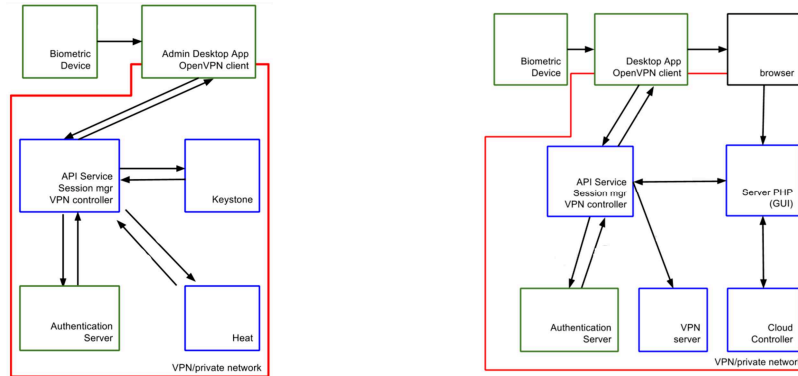 Biometric
Device
Admin Desktop App
OpenVPN client
API Service
Session mgr
VPN controller
Keystone
Authentication
Server
Heat
VPN/private network
Biometric
Device
Desktop App
OpenVPN client
browser
API Service
Session mgr
VPN controller
Server PHP
(GUI)
Authentication
Server
VPN
server
Cloud
Controller
VPN/private network